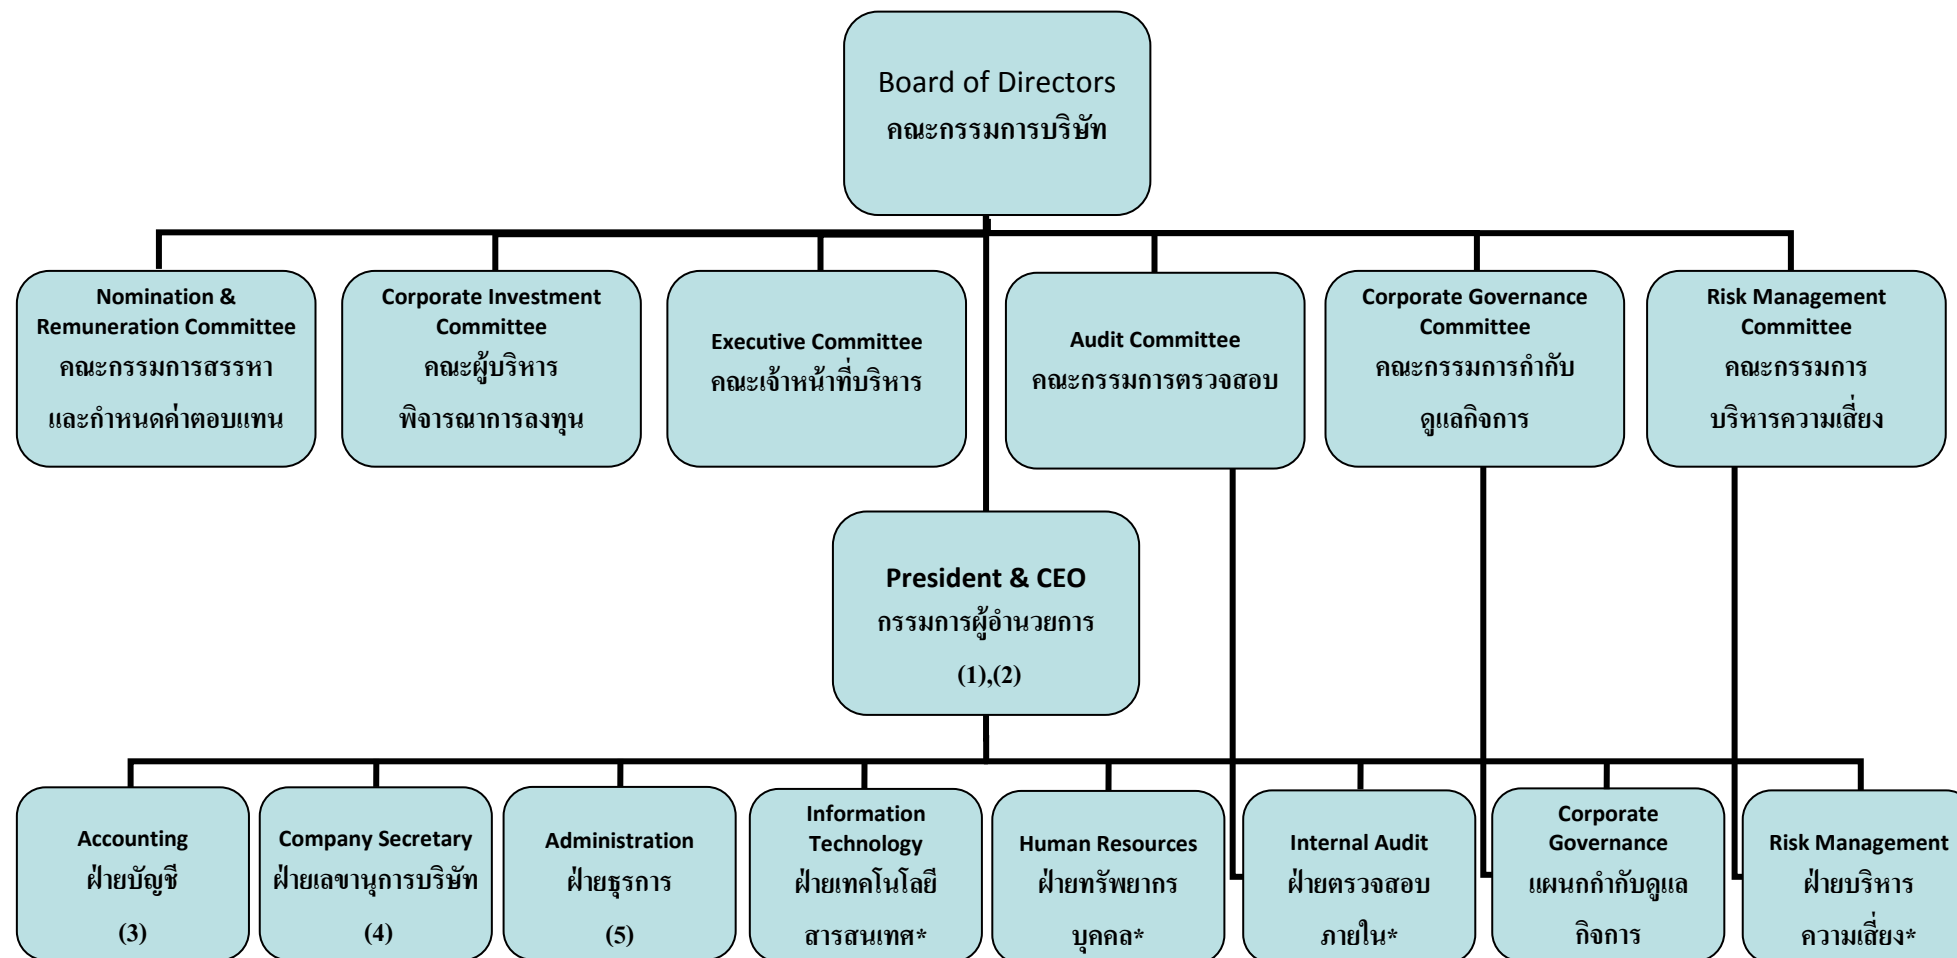 Board of Directors
คณะกรรมการบริษัท
Nomination &
Remuneration Committee
คณะกรรมการสรรหา
และกำหนดค่าตอบแทน
Corporate Investment
Committee
คณะผู้บริหาร
พิจารณาการลงทุน
Executive Committee
คณะเจ้าหน้าที่บริหาร
Audit Committee
คณะกรรมการตรวจสอบ
Corporate Governance
Committee
คณะกรรมการกำกับ
ดูแลกิจการ
Risk Management
Committee
คณะกรรมการ
บริหารความเสี่ยง
President & CEO
กรรมการผู้อำนวยการ
(1),(2)
Accounting
ฝ่ายบัญชี
(3)
Company Secretary
ฝ่ายเลขานุการบริษัท
(4)
Administration
ฝ่ายธุรการ
(5)
Information
Technology
ฝ่ายเทคโนโลยี
สารสนเทศ*
Human Resources
ฝ่ายทรัพยากร
บุคคล*
Internal Audit
ฝ่ายตรวจสอบ
ภายใน*
Corporate
Governance
แผนกกำกับดูแล
กิจการ
Risk Management
ฝ่ายบริหาร
ความเสี่ยง*